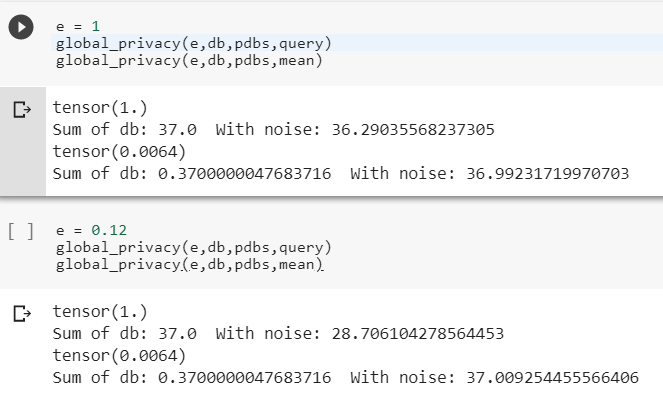 e = 1
global_privacy(e,db,pdbs,query)
global_privacy(e,db,pdbs,mean)
tensor(1.)
Sum of db: 37.0  With noise: 36.29035568237305
tensor(0.0064)
Sum of db: 0.3700000047683716  With noise: 36.99231719970703
[ ] e = 0.12
global_privacy(e,db,pdbs,query)
global_privacy(e,db,pdbs,mean)
tensor(1.)
Sum of db: 37.0  With noise: 28.706104278564453
tensor(0.0064)
Sum of db: 0.3700000047683716  With noise: 37.009254455566406